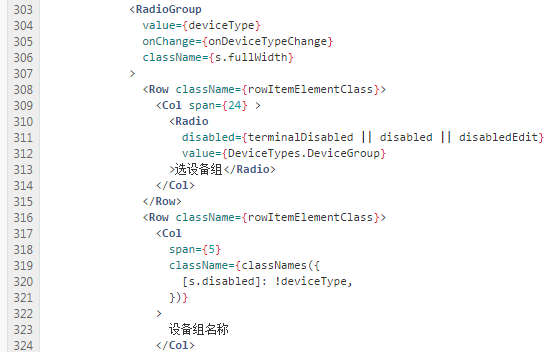 303 <RadioGroup
304 value={deviceType}
305 onChange={onDeviceTypeChange}
306 className={s.fullWidth}
307 >
308 <Row className={rowItemElementClass}>
309 <Col span={24} >
310 <Radio
311 disabled={terminalDisabled || disabled || disabledEdit}
312 value={DeviceTypes.DeviceGroup}
313 >选设备组</Radio>
314 </Col>
315 </Row>
316 <Row className={rowItemElementClass}>
317 <Col
318 span={5}
319 className={classNames({
320 [s.disabled]: !deviceType,
321 })}
322 >
323 设备组名称
324 </Col>